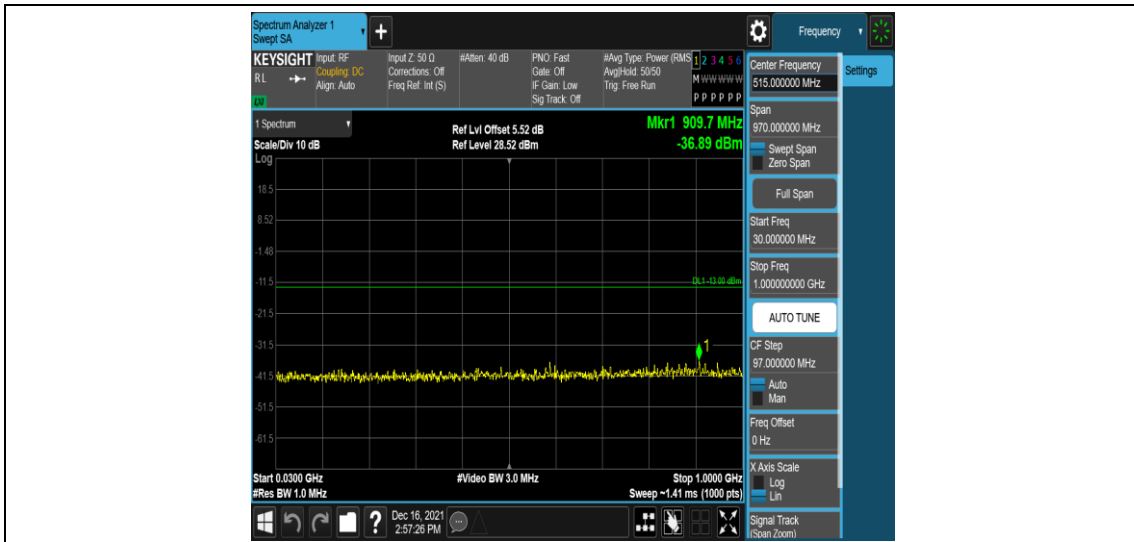 Spectrum Analyzer 1
Swept SA
+
Frequency
KEYSIGHT
RL
LXI
Input: RF
Coupling: DC
Align: Auto
Input Z: 50 Ω
Corrections: Off
Freq Ref: Int (S)
#Atten: 40 dB
PNO: Fast
Gate: Off
IF Gain: Low
Sig Track: Off
#Avg Type: Power (RMS
Avg|Hold: 50/50
Trig: Free Run
1 2 3 4 5 6
M W W W W W
P P P P P P
1 Spectrum
Scale/Div 10 dB
Log
Ref Lvl Offset 5.52 dB
Ref Level 28.52 dBm
Mkr1 909.7 MHz
-36.89 dBm
18.5
8.52
-1.48
-11.5
-21.5
-31.5
-41.5
-51.5
-61.5
DL1 -13.00 dBm
1
Start 0.0300 GHz
#Res BW 1.0 MHz
#Video BW 3.0 MHz
Stop 1.0000 GHz
Sweep ~1.41 ms (1000 pts)
Dec 16, 2021
2:57:26 PM
?
Center Frequency
515.000000 MHz
Settings
Span
970.000000 MHz
Swept Span
Zero Span
Full Span
Start Freq
30.000000 MHz
Stop Freq
1.000000000 GHz
AUTO TUNE
CF Step
97.000000 MHz
Auto
Man
Freq Offset
0 Hz
X Axis Scale
Log
Lin
Signal Track
(Span Zoom)